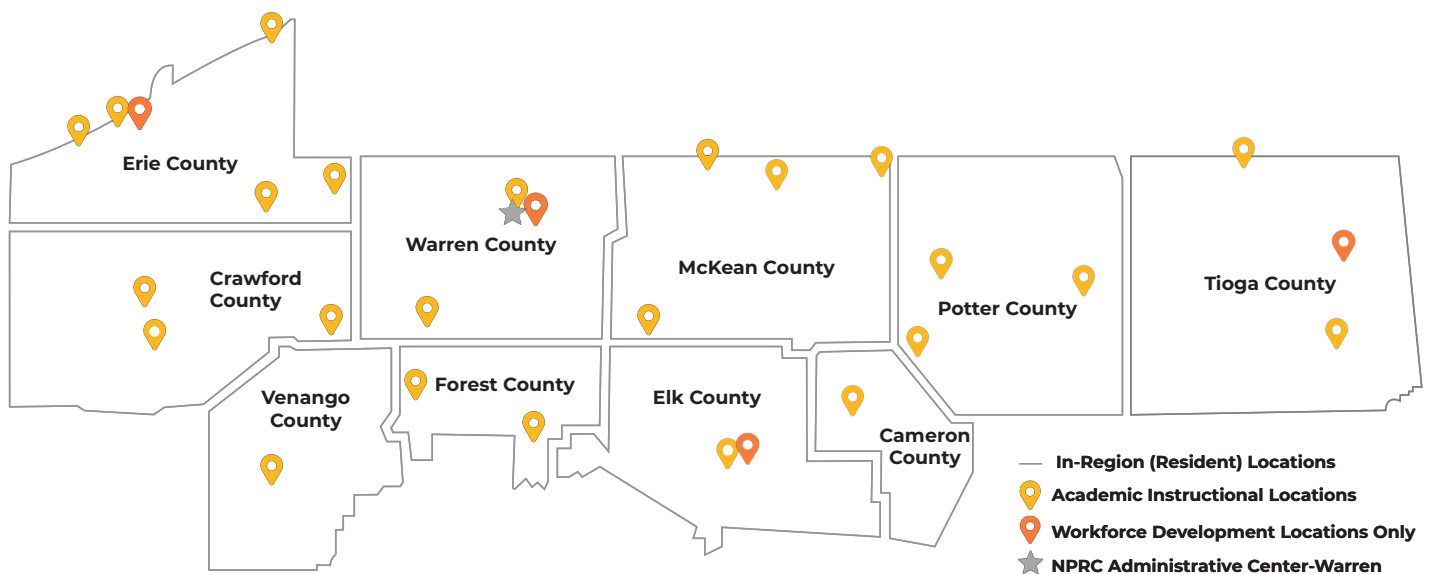 Erie County
Warren County
McKean County
Crawford
County
Tioga County
Potter County
Venango
County
Forest County
Elk County
Cameron
County
In-Region (Resident) Locations
Academic Instructional Locations
Workforce Development Locations Only
NPRC Administrative Center-Warren